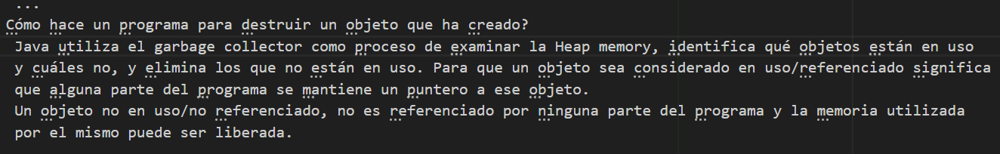 ...
Cómo hace un programa para destruir un objeto que ha creado?
Java utiliza el garbage collector como proceso de examinar la Heap memory, identifica qué objetos están en uso
y cuáles no, y elimina los que no están en uso. Para que un objeto sea considerado en uso/referenciado significa
que alguna parte del programa se mantiene un puntero a ese objeto.
Un objeto no en uso/no referenciado, no es referenciado por ninguna parte del programa y la memoria utilizada
por el mismo puede ser liberada.